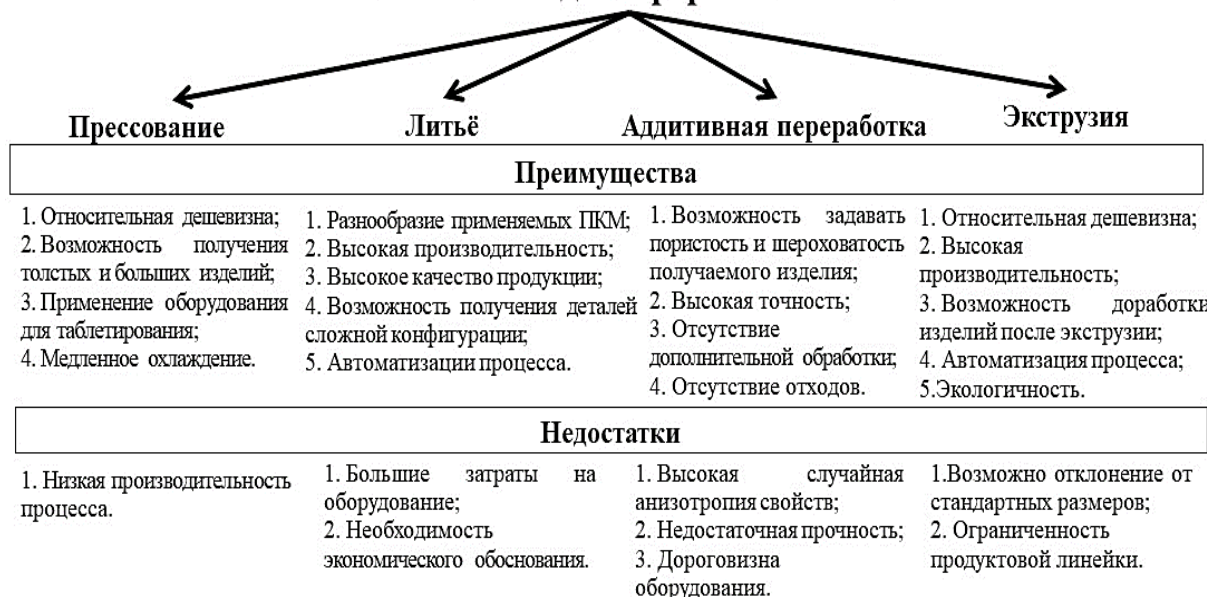 Прессование
Литьё
Аддитивная переработка
Экструзия
Преимущества
1. Относительная дешевизна;
2. Возможность получения
толстых и больших изделий;
3. Применение оборудования
для таблетирования;
4. Медленное охлаждение.
1. Разнообразие применяемых ПКМ;
2. Высокая производительность;
3. Высокое качество продукции;
4. Возможность получения деталей
сложной конфигурации;
5. Автоматизации процесса.
1. Возможность задавать
пористость и шероховатость
получаемого изделия;
2. Высокая точность;
3. Отсутствие
дополнительной обработки;
4. Отсутствие отходов.
1. Относительная дешевизна;
2. Высокая
производительность;
3. Возможность доработки
изделий после экструзии;
4. Автоматизация процесса;
5.Экологичность.
Недостатки
1. Низкая производительность
процесса.
1. Большие затраты на
оборудование;
2. Необходимость
экономического обоснования.
1. Высокая случайная
анизотропия свойств;
2. Недостаточная прочность;
3. Дороговизна
оборудования.
1.Возможно отклонение от
стандартных размеров;
2. Ограниченность
продуктовой линейки.